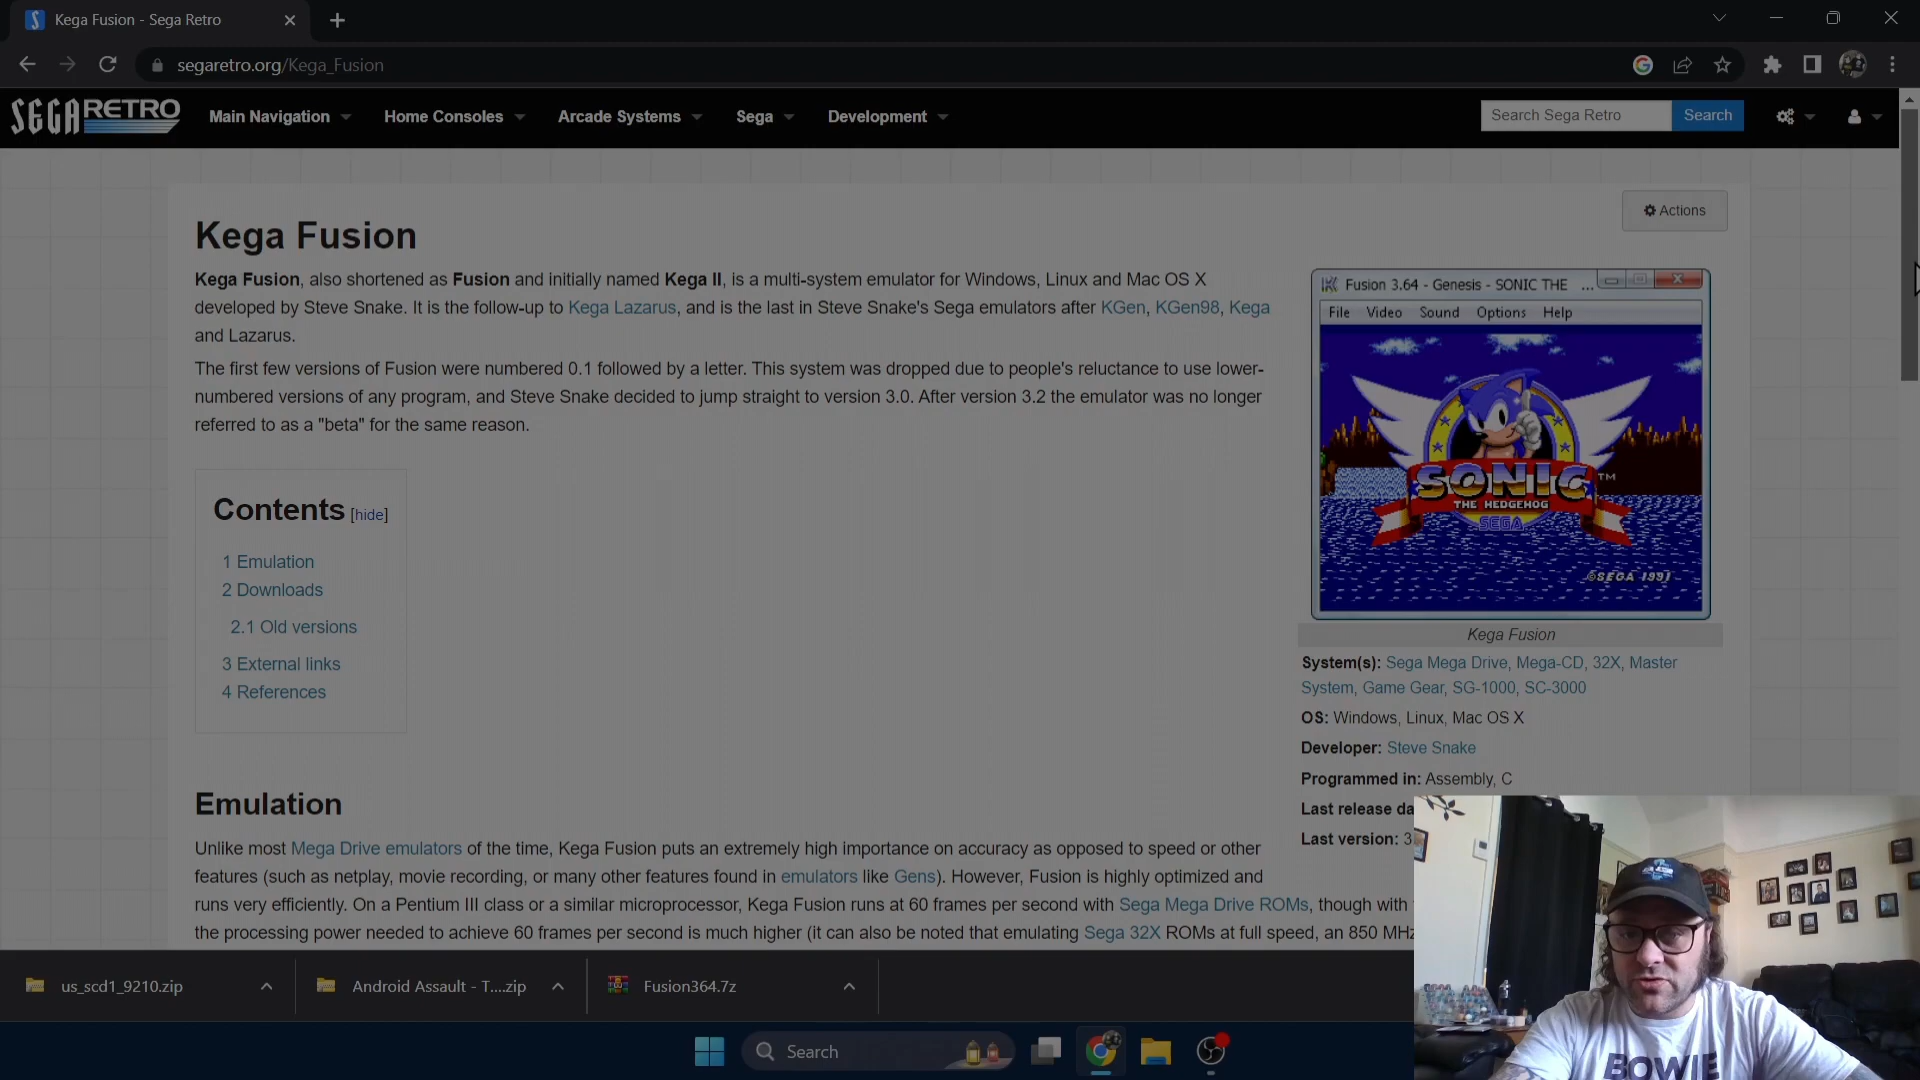 Kega Fusion - Sega Retro
segaretro.org/Kega_Fusion
SEGA RETRO
Main Navigation
Home Consoles
Arcade Systems
Sega
Development
Search Sega Retro
Search
Actions
Kega Fusion
Kega Fusion, also shortened as Fusion and initially named Kega II, is a multi-system emulator for Windows, Linux and Mac OS X
developed by Steve Snake. It is the follow-up to Kega Lazarus, and is the last in Steve Snake's Sega emulators after KGen, KGen98, Kega
and Lazarus.
The first few versions of Fusion were numbered 0.1 followed by a letter. This system was dropped due to people's reluctance to use lower-
numbered versions of any program, and Steve Snake decided to jump straight to version 3.0. After version 3.2 the emulator was no longer
referred to as a "beta" for the same reason.
Contents [hide]
1 Emulation
2 Downloads
2.1 Old versions
3 External links
4 References
Fusion 3.64 - Genesis - SONIC THE ...
File Video Sound Options Help
SONIC TM
THE HEDGEHOG
SEGA
©SEGA 1991
Kega Fusion
System(s): Sega Mega Drive, Mega-CD, 32X, Master
System, Game Gear, SG-1000, SC-3000
OS: Windows, Linux, Mac OS X
Developer: Steve Snake
Programmed in: Assembly, C
Last release da
Last version: 3
Emulation
Unlike most Mega Drive emulators of the time, Kega Fusion puts an extremely high importance on accuracy as opposed to speed or other
features (such as netplay, movie recording, or many other features found in emulators like Gens). However, Fusion is highly optimized and
runs very efficiently. On a Pentium III class or a similar microprocessor, Kega Fusion runs at 60 frames per second with Sega Mega Drive ROMs, though with
the processing power needed to achieve 60 frames per second is much higher (it can also be noted that emulating Sega 32X ROMs at full speed, an 850 MHz
us_scd1_9210.zip
Android Assault - T....zip
Fusion364.7z
Search
BOWIE